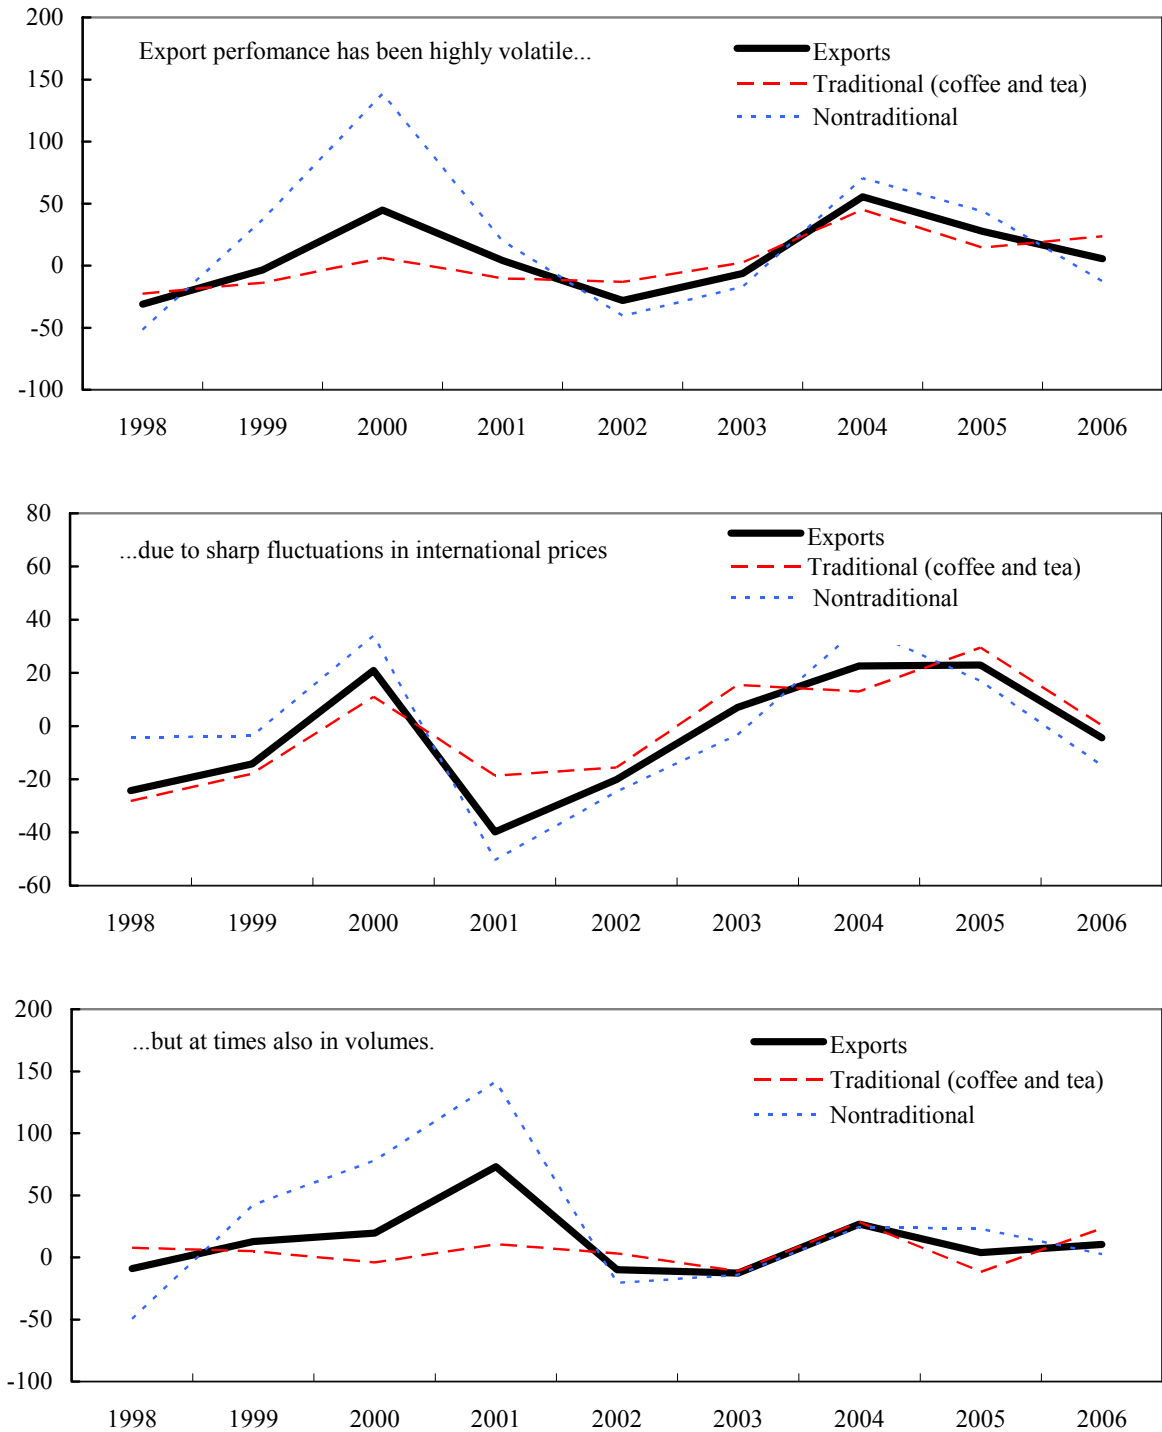 200
Export perfomance has been highly volatile...
Exports
150
Traditional (coffee and tea)
Nontraditional
100
50
0
-50
-100
1998 1999 2000 2001 2002 2003 2004 2005 2006
80
...due to sharp fluctuations in international prices
Exports
60
Traditional (coffee and tea)
Nontraditional
40
20
0
-20
-40
-60
1998 1999 2000 2001 2002 2003 2004 2005 2006
200
...but at times also in volumes.
Exports
150
Traditional (coffee and tea)
Nontraditional
100
50
0
-50
-100
1998 1999 2000 2001 2002 2003 2004 2005 2006